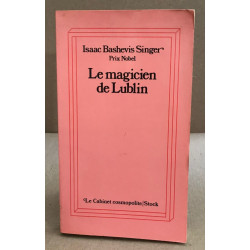 Isaac Bashevis Singer
Prix Nobel
Le magicien
de Lublin
Le Cabinet cosmopolite/Stock